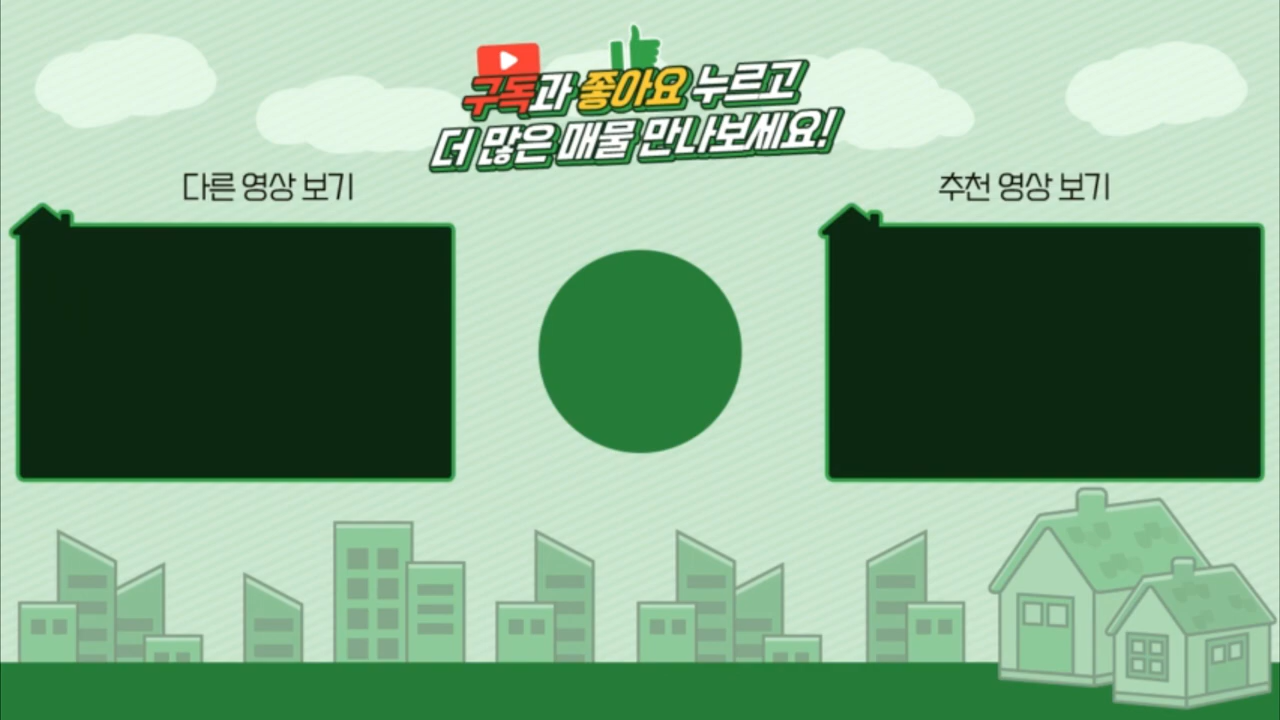 구독과 좋아요 누르고
더 많은 매물 만나보세요!
다른 영상 보기
추천 영상 보기